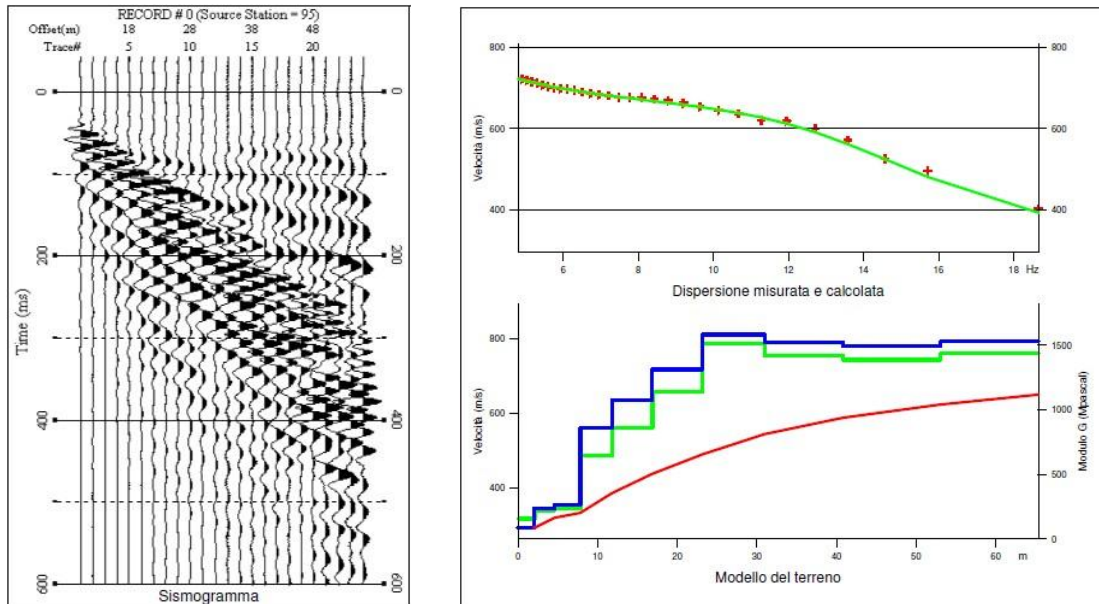 RECORD # 0 (Source Station = 95)
Offset(m) 18 28 38 48
Trace# 5 10 15 20
0 0
200 200
400 400
600 600
Time (ms)
Sismogramma
800 800
600 600
400 400
Velocità (m/s)
6 8 10 12 14 16 18 Hz
Dispersione misurata e calcolata
800 1500
600 1000
400 500
0
Velocità (m/s)
Modulo G (Mpascal)
0 10 20 30 40 50 60 m
Modello del terreno